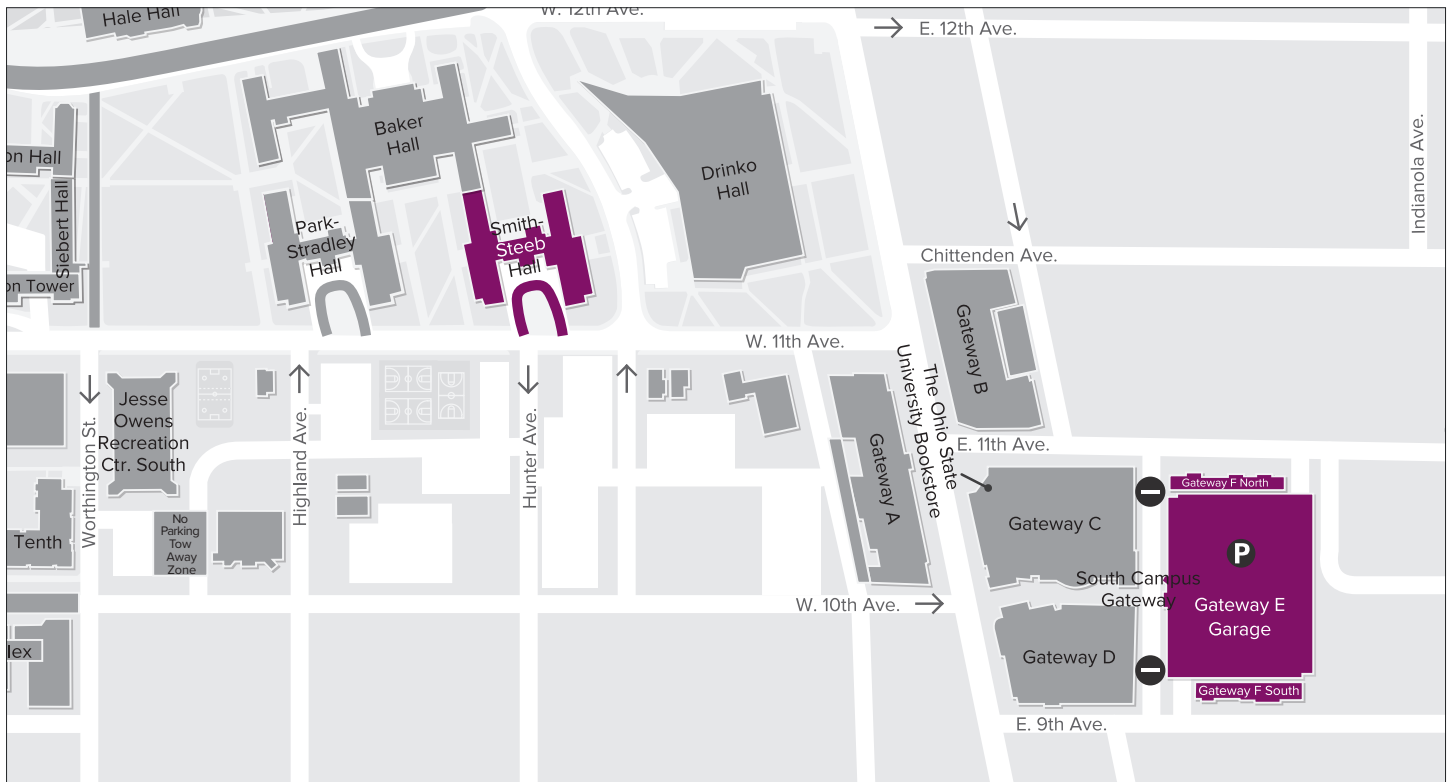 Hale Hall
W. 12th Ave.
E. 12th Ave.
Indianola Ave.
Baker
Hall
Drinko
Hall
on Hall
Siebert Hall
on Tower
Park-
Stradley
Hall
Smith-
Steeb
Hall
Chittenden Ave.
Gateway B
W. 11th Ave.
The Ohio State
University Bookstore
Jesse
Owens
Recreation
Ctr. South
Worthington St.
Highland Ave.
Hunter Ave.
Gateway A
E. 11th Ave.
Gateway F North
Gateway C
P
No
Parking
Tow
Away
Zone
Tenth
South Campus
Gateway
Gateway E
Garage
W. 10th Ave.
lex
Gateway D
Gateway F South
E. 9th Ave.